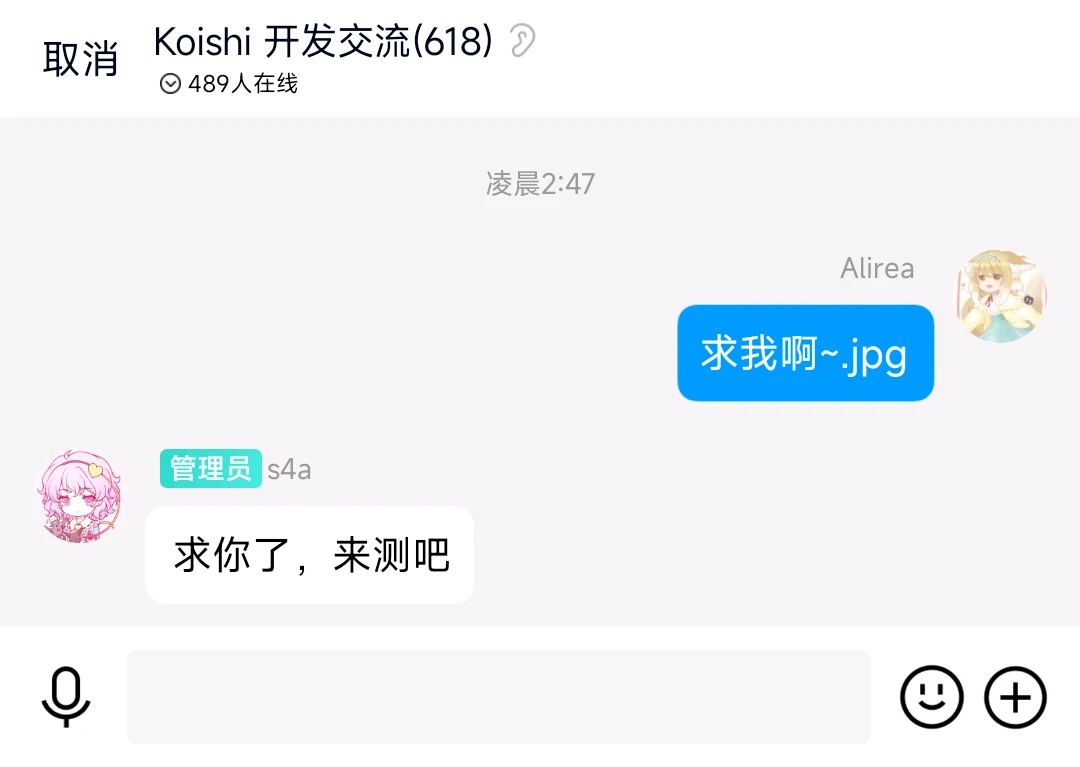 取消
Koishi 开发交流(618)
489人在线
凌晨2:47
Alirea
求我啊~.jpg
管理员 s4a
求你了，来测吧